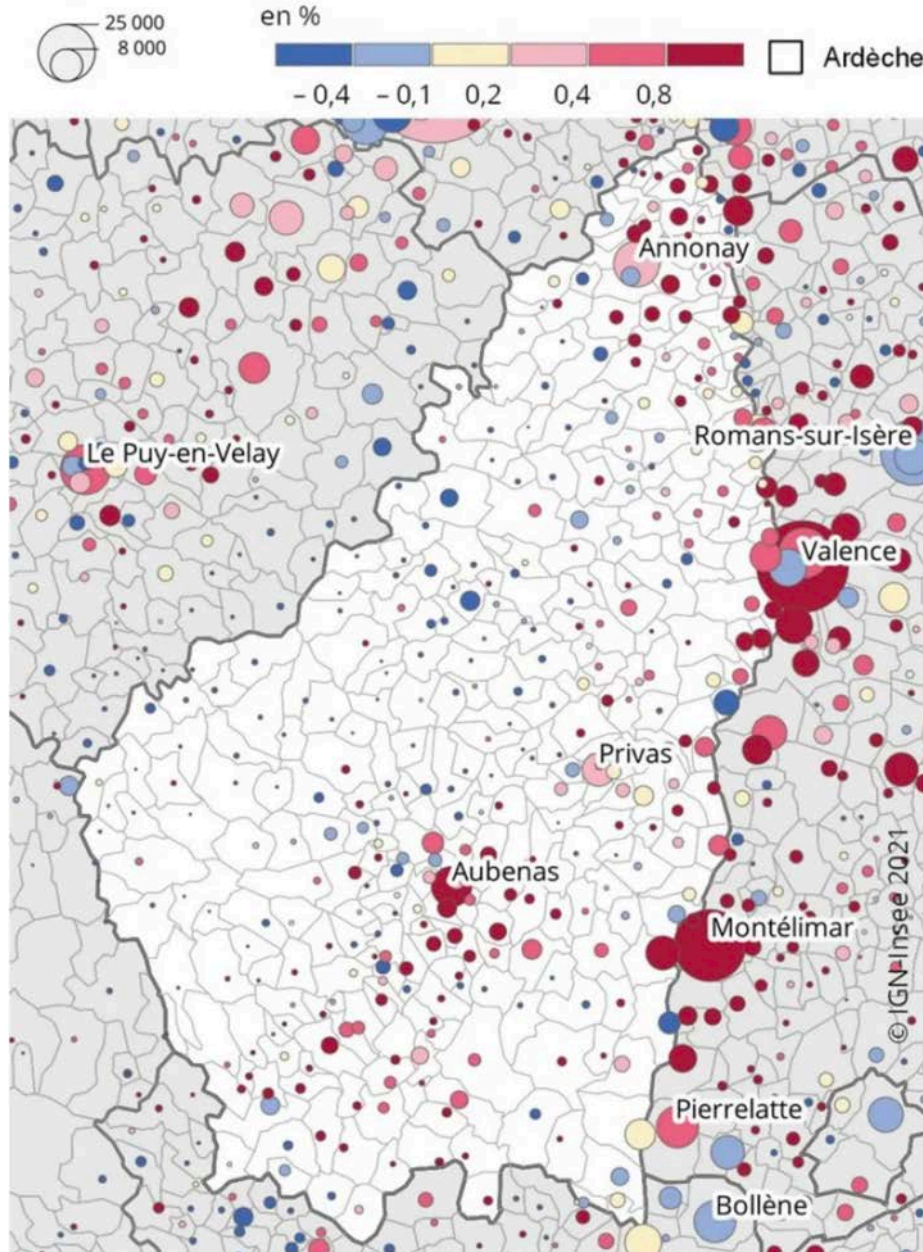 25 000
8 000
en %
– 0,4 – 0,1 0,2 0,4 0,8
Ardèche
Annonay
Romans-sur-Isère
Le Puy-en-Velay
Valence
Privas
Aubenas
Montélimar
Pierrelatte
Bollène
© IGN-Insee 2021